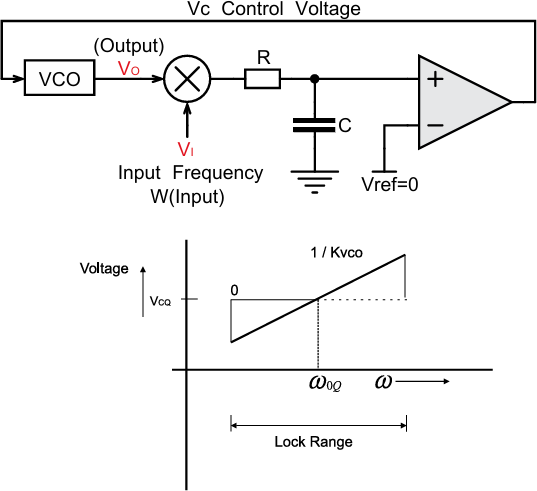 Vc Control Voltage
(Output)
VCO
VO
R
+
−
C
VI
Input Frequency
W(Input)
Vref=0
1 / Kvco
Voltage
0
VCQ
ω0Q
ω
Lock Range